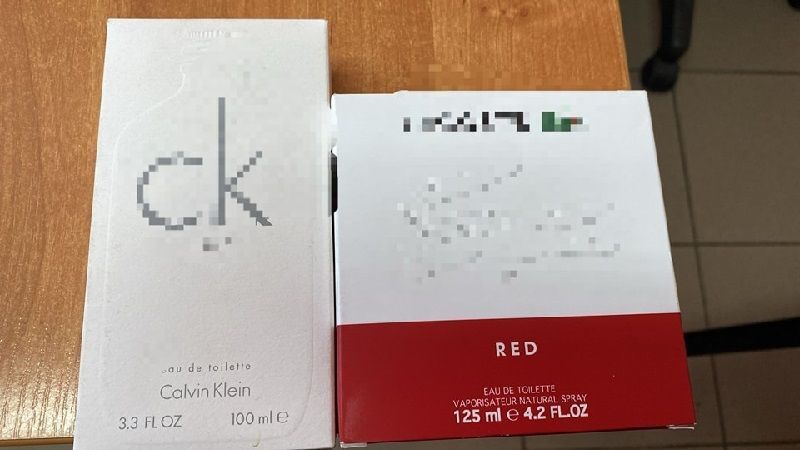 ck
eau de toilette
Calvin Klein
3.3 FL.OZ 100 ml e
RED
EAU DE TOILETTE
VAPORISATEUR NATURAL SPRAY
125 ml e 4.2 FL.OZ